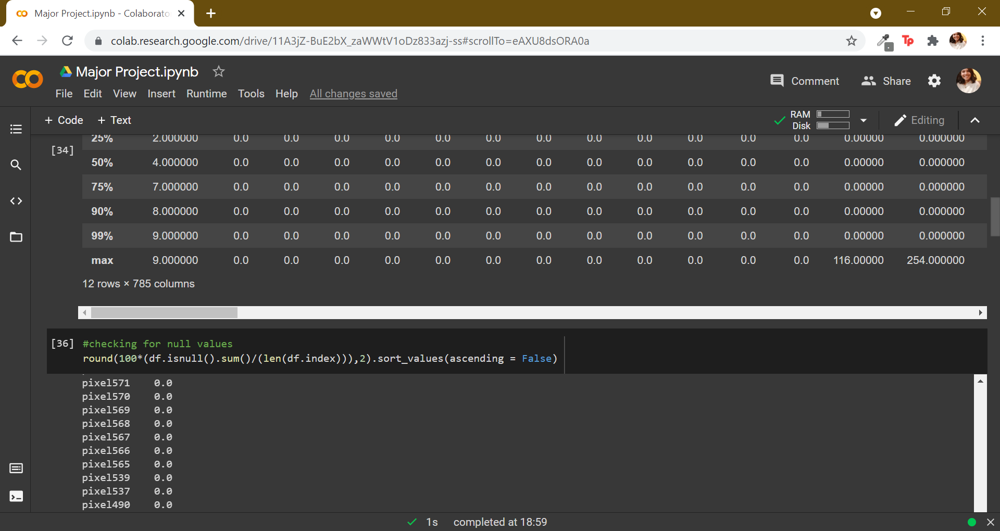 Major Project.ipynb - Colaborato
colab.research.google.com/drive/11A3jZ-BuE2bX_zaWWtV1oDz833azj-ss#scrollTo=eAXU8dsORA0a
Tp
Major Project.ipynb
Comment Share
File Edit View Insert Runtime Tools Help All changes saved
+ Code + Text
RAM
Disk
Editing
25% 2.000000 0.0 0.0 0.0 0.0 0.0 0.0 0.0 0.0 0.0 0.0 0.0 0.0 0.00000 0.000000
[34]
50% 4.000000 0.0 0.0 0.0 0.0 0.0 0.0 0.0 0.0 0.0 0.0 0.0 0.0 0.00000 0.000000
75% 7.000000 0.0 0.0 0.0 0.0 0.0 0.0 0.0 0.0 0.0 0.0 0.0 0.0 0.00000 0.000000
90% 8.000000 0.0 0.0 0.0 0.0 0.0 0.0 0.0 0.0 0.0 0.0 0.0 0.0 0.00000 0.000000
99% 9.000000 0.0 0.0 0.0 0.0 0.0 0.0 0.0 0.0 0.0 0.0 0.0 0.0 0.00000 0.000000
max 9.000000 0.0 0.0 0.0 0.0 0.0 0.0 0.0 0.0 0.0 0.0 0.0 0.0 116.00000 254.000000
12 rows × 785 columns
[36] #checking for null values
round(100*(df.isnull().sum()/(len(df.index))),2).sort_values(ascending = False)
pixel571 0.0
pixel570 0.0
pixel569 0.0
pixel568 0.0
pixel567 0.0
pixel566 0.0
pixel565 0.0
pixel539 0.0
pixel537 0.0
pixel490 0.0
1s completed at 18:59